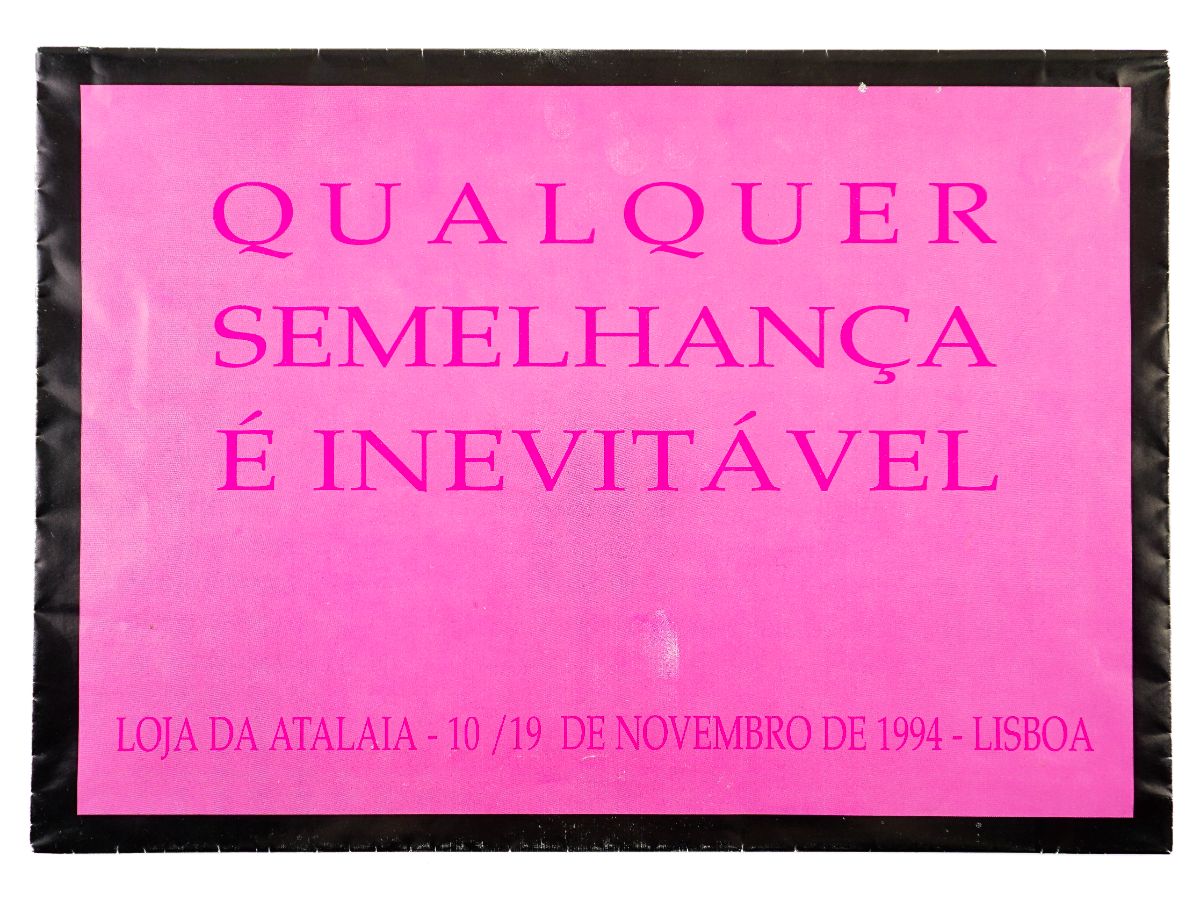 QUALQUER
SEMELHANÇA
É INEVITÁVEL
LOJA DA ATALAIA - 10 /19 DE NOVEMBRO DE 1994 - LISBOA